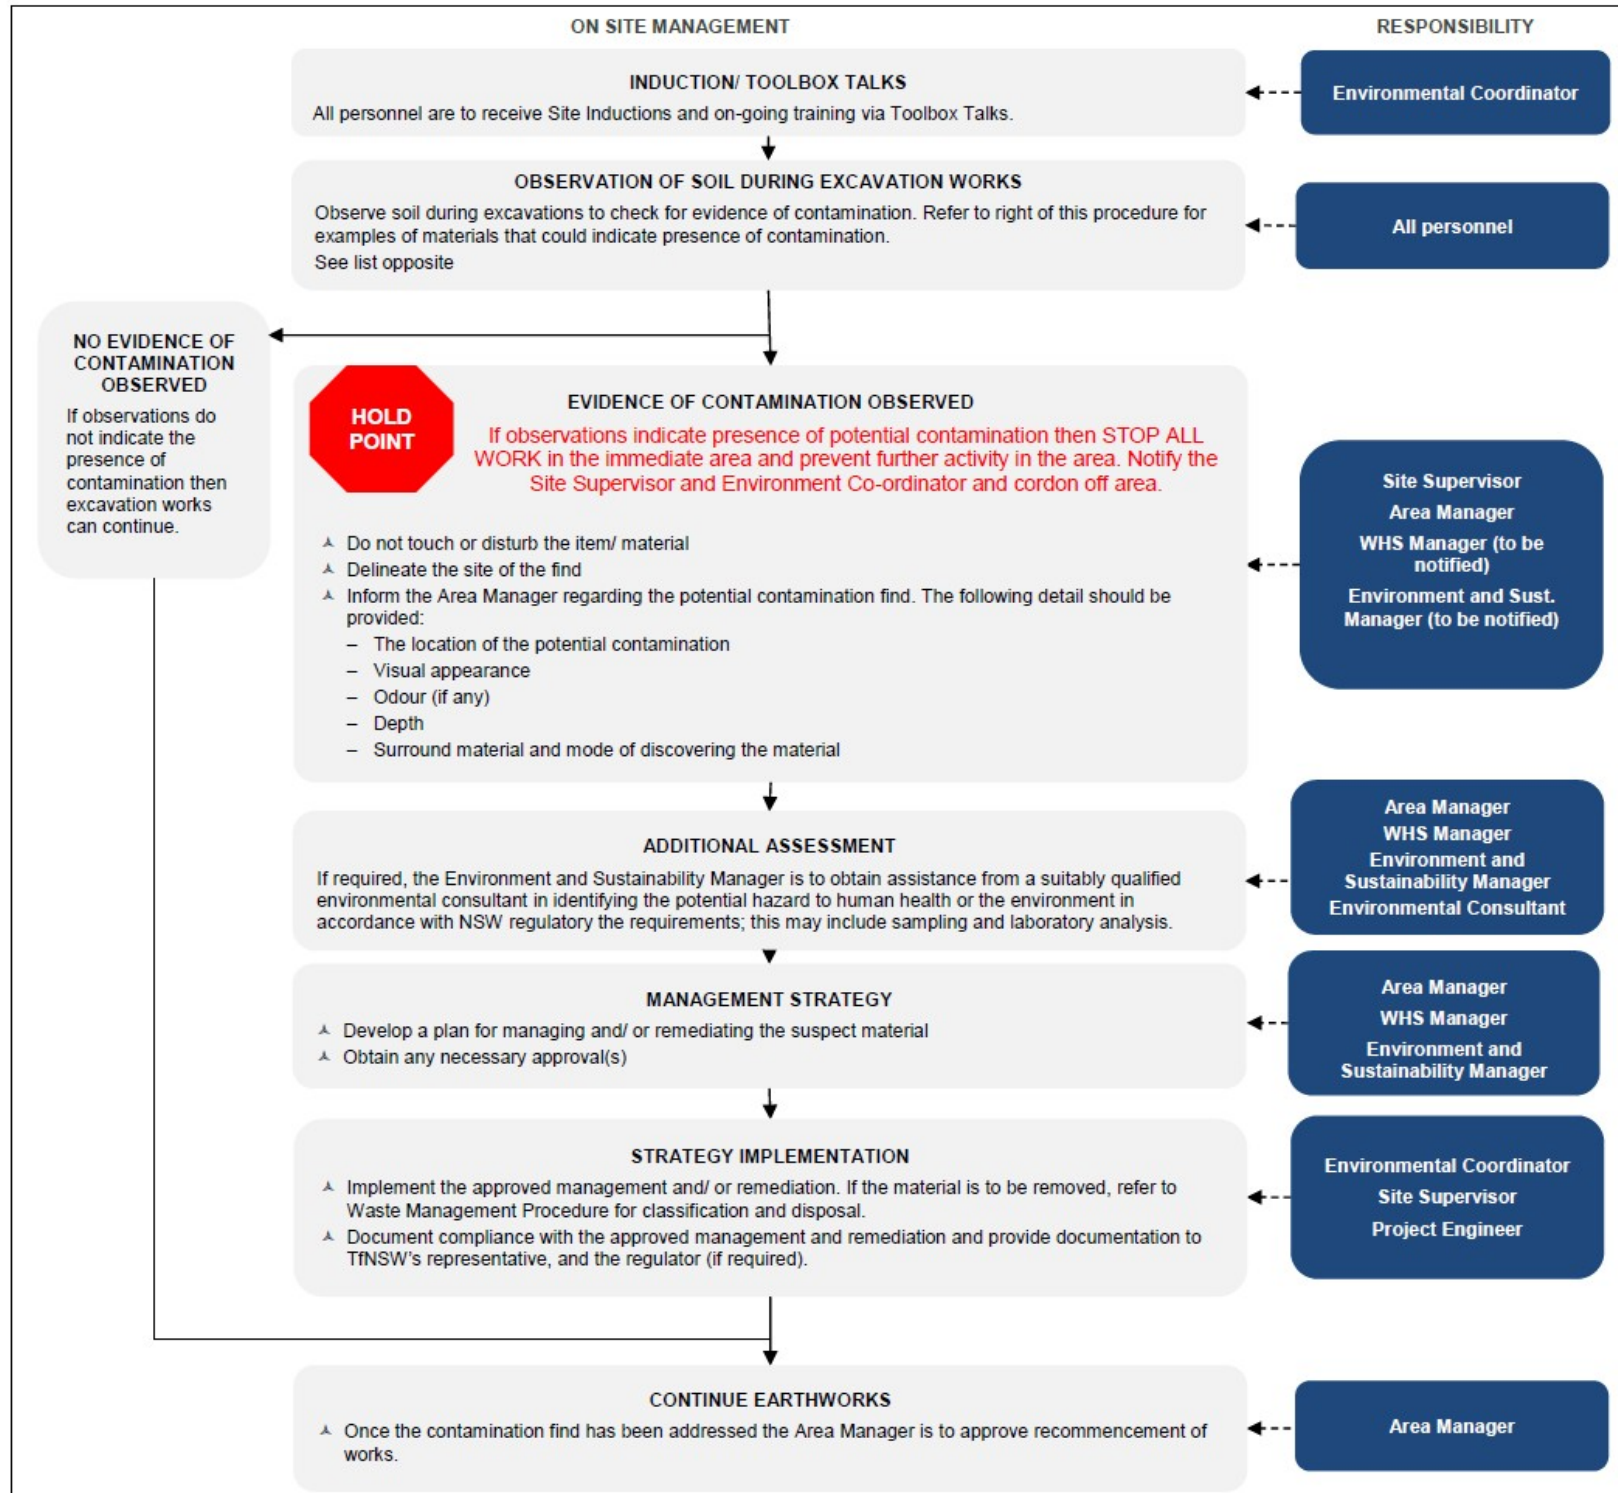 ON SITE MANAGEMENT
RESPONSIBILITY
INDUCTION/ TOOLBOX TALKS
All personnel are to receive Site Inductions and on-going training via Toolbox Talks.
Environmental Coordinator
OBSERVATION OF SOIL DURING EXCAVATION WORKS
Observe soil during excavations to check for evidence of contamination. Refer to right of this procedure for
examples of materials that could indicate presence of contamination.
See list opposite
All personnel
NO EVIDENCE OF
CONTAMINATION
OBSERVED
If observations do
not indicate the
presence of
contamination then
excavation works
can continue.
HOLD
POINT
EVIDENCE OF CONTAMINATION OBSERVED
If observations indicate presence of potential contamination then STOP ALL
WORK in the immediate area and prevent further activity in the area. Notify the
Site Supervisor and Environment Co-ordinator and cordon off area.
Do not touch or disturb the item/ material
Delineate the site of the find
Inform the Area Manager regarding the potential contamination find. The following detail should be
provided:
– The location of the potential contamination
– Visual appearance
– Odour (if any)
– Depth
– Surround material and mode of discovering the material
Site Supervisor
Area Manager
WHS Manager (to be
notified)
Environment and Sust.
Manager (to be notified)
ADDITIONAL ASSESSMENT
If required, the Environment and Sustainability Manager is to obtain assistance from a suitably qualified
environmental consultant in identifying the potential hazard to human health or the environment in
accordance with NSW regulatory the requirements; this may include sampling and laboratory analysis.
Area Manager
WHS Manager
Environment and
Sustainability Manager
Environmental Consultant
MANAGEMENT STRATEGY
Develop a plan for managing and/ or remediating the suspect material
Obtain any necessary approval(s)
Area Manager
WHS Manager
Environment and
Sustainability Manager
STRATEGY IMPLEMENTATION
Implement the approved management and/ or remediation. If the material is to be removed, refer to
Waste Management Procedure for classification and disposal.
Document compliance with the approved management and remediation and provide documentation to
TfNSW's representative, and the regulator (if required).
Environmental Coordinator
Site Supervisor
Project Engineer
CONTINUE EARTHWORKS
Once the contamination find has been addressed the Area Manager is to approve recommencement of
works.
Area Manager